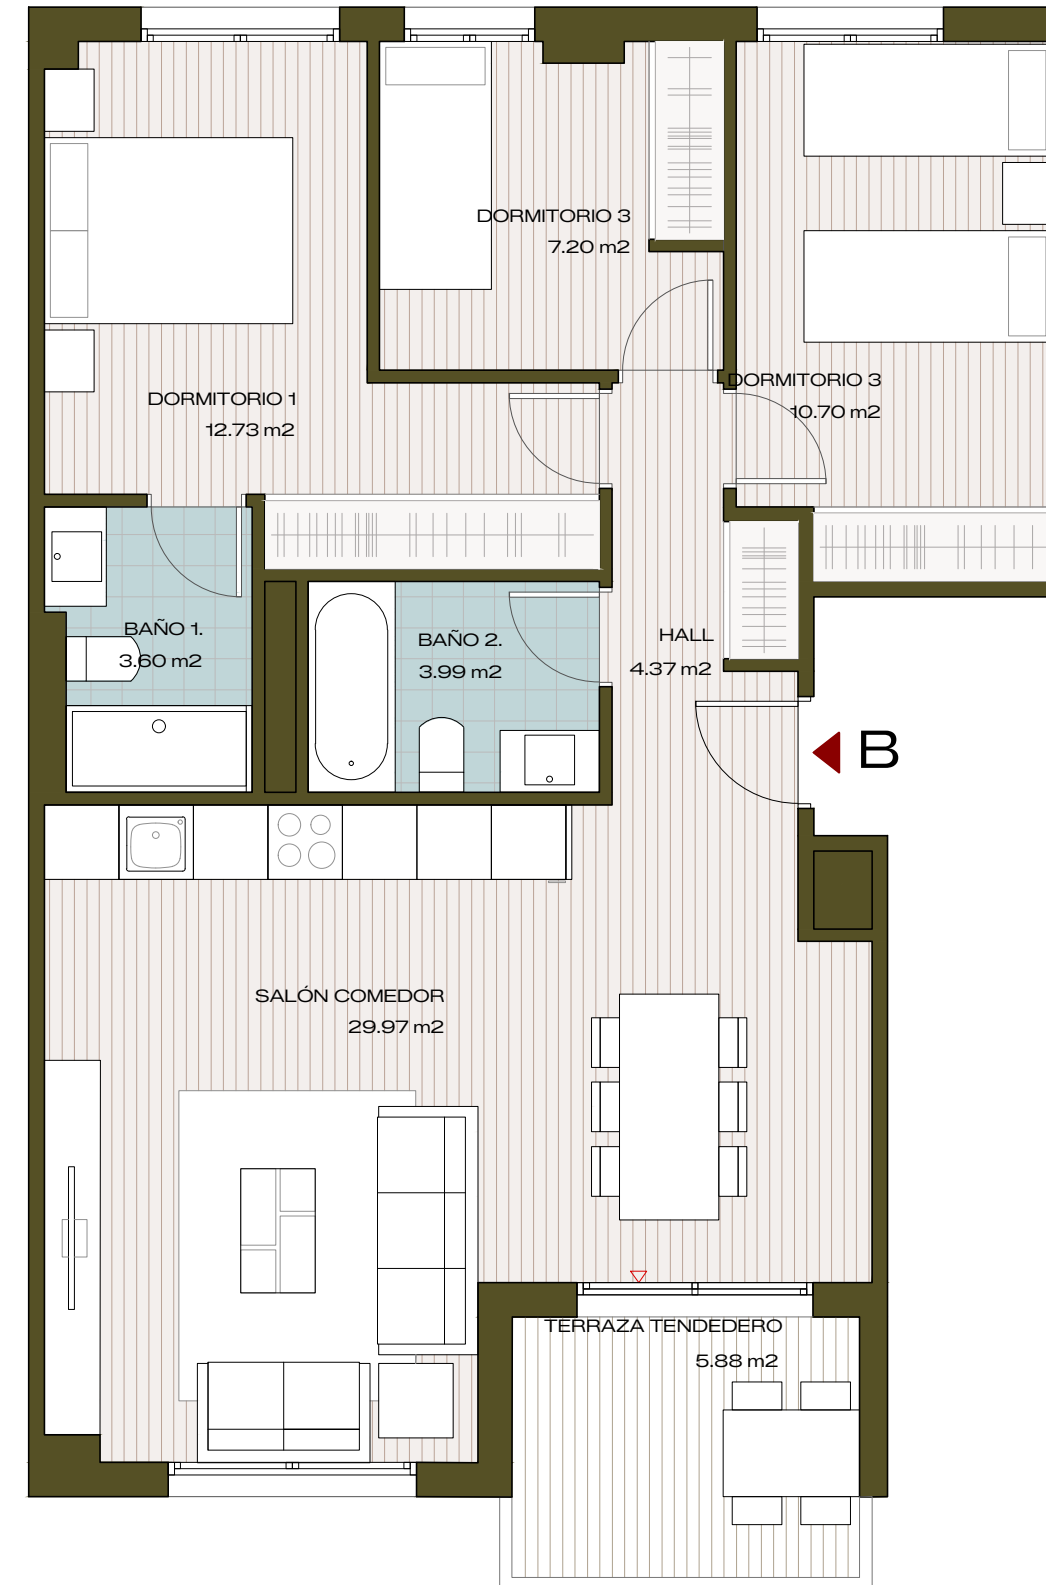 DORMITORIO 3
7.20 m2
DORMITORIO 1
12.73 m2
DORMITORIO 3
10.70 m2
BAÑO 1.
3.60 m2
BAÑO 2.
3.99 m2
HALL
4.37 m2
B
SALÓN COMEDOR
29.97 m2
TERRAZA TENDEDERO
5.88 m2